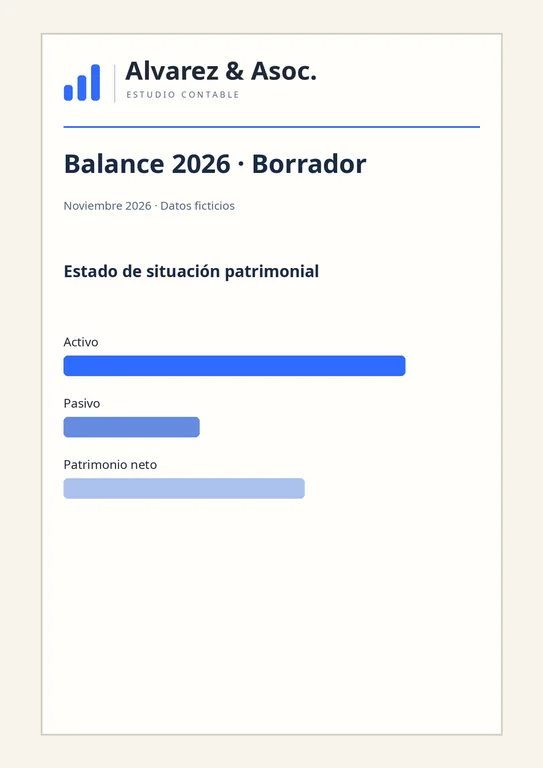 Alvarez & Asoc.
ESTUDIO CONTABLE
Balance 2026 · Borrador
Noviembre 2026 · Datos ficticios
Estado de situación patrimonial
Activo
Pasivo
Patrimonio neto